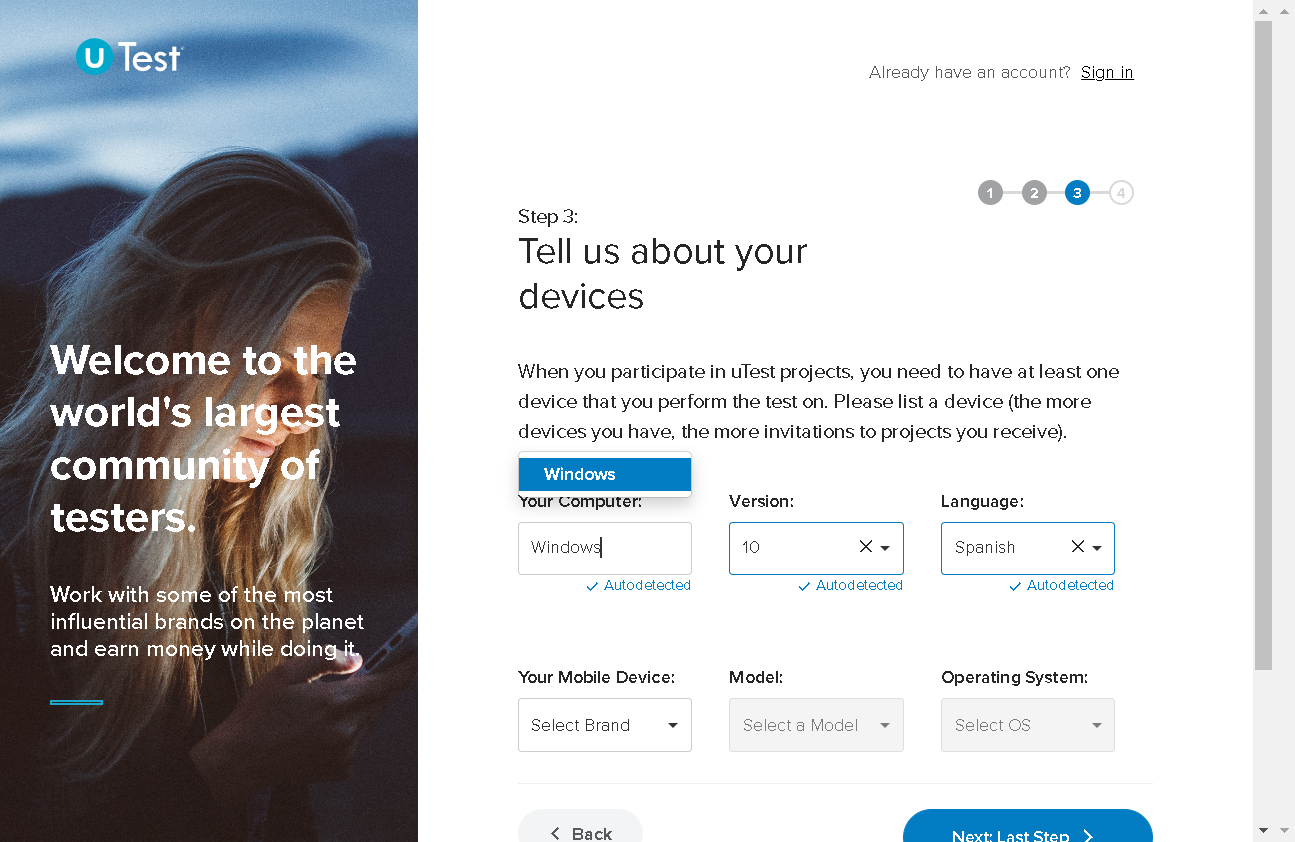 U Test
Already have an account? Sign in
1 2 3 4
Step 3:
Tell us about your
devices
Welcome to the
world's largest
community of
testers.
Work with some of the most
influential brands on the planet
and earn money while doing it.
When you participate in uTest projects, you need to have at least one
device that you perform the test on. Please list a device (the more
devices you have, the more invitations to projects you receive).
Windows
Your Computer: Version: Language:
Windows 10 Spanish
Autodetected Autodetected Autodetected
Your Mobile Device: Model: Operating System:
Select Brand Select a Model Select OS
Back Next: Last Step